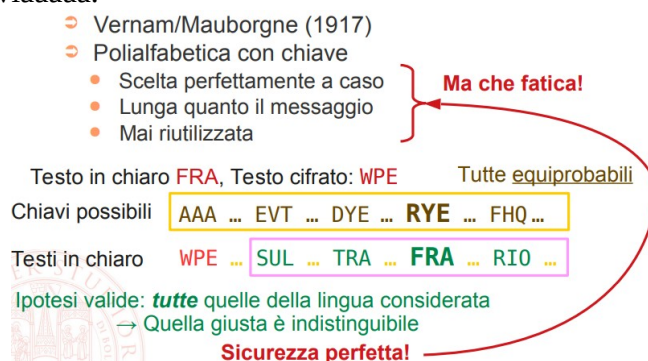 Vernam/Mauborgne (1917)
Polialfabetica con chiave
Scelta perfettamente a caso
Lunga quanto il messaggio
Mai riutilizzata
Ma che fatica!
Testo in chiaro FRA, Testo cifrato: WPE
Tutte equiprobabili
Chiavi possibili AAA ... EVT ... DYE ... RYE ... FHQ ...
Testi in chiaro WPE ... SUL ... TRA ... FRA ... RIO ...
Ipotesi valide: tutte quelle della lingua considerata
→ Quella giusta è indistinguibile
Sicurezza perfetta!